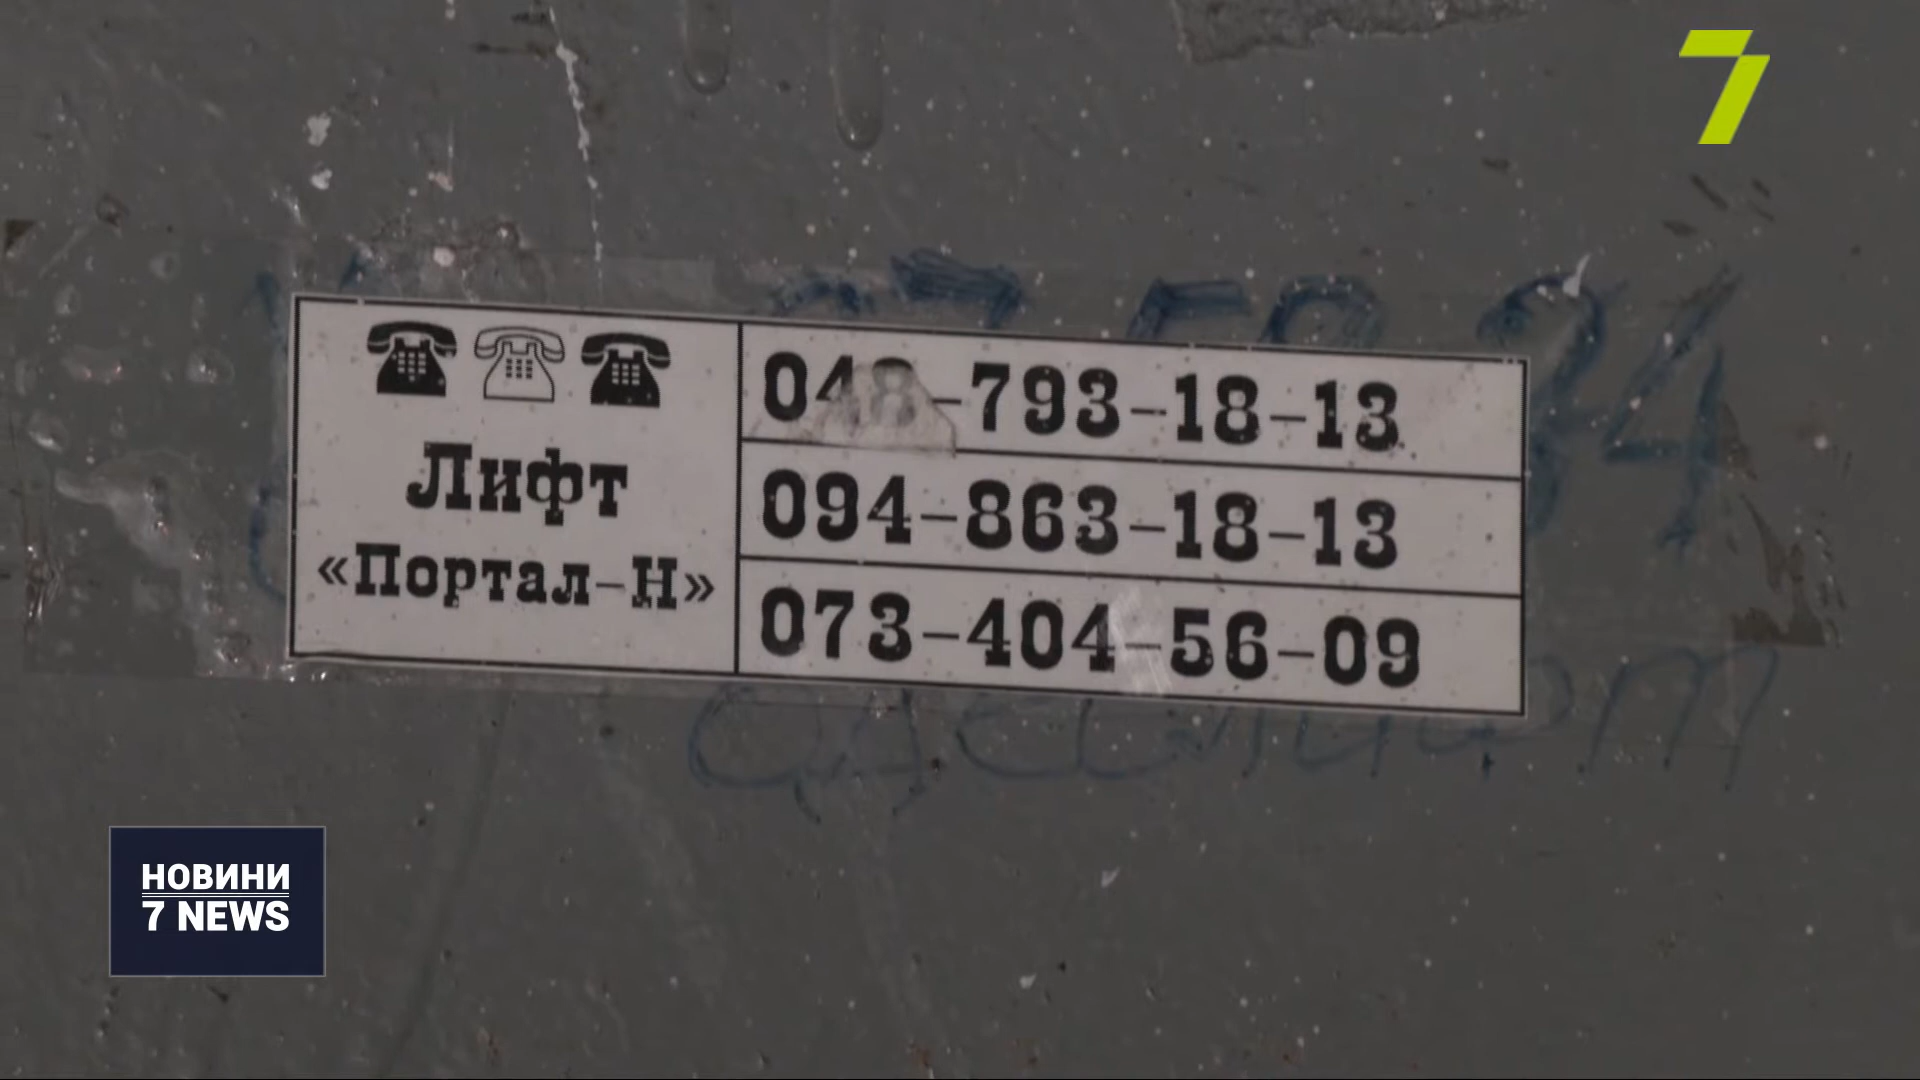 7
Лифт
«Портал-Н»
048-793-18-13
094-863-18-13
073-404-56-09
НОВИНИ
7 NEWS